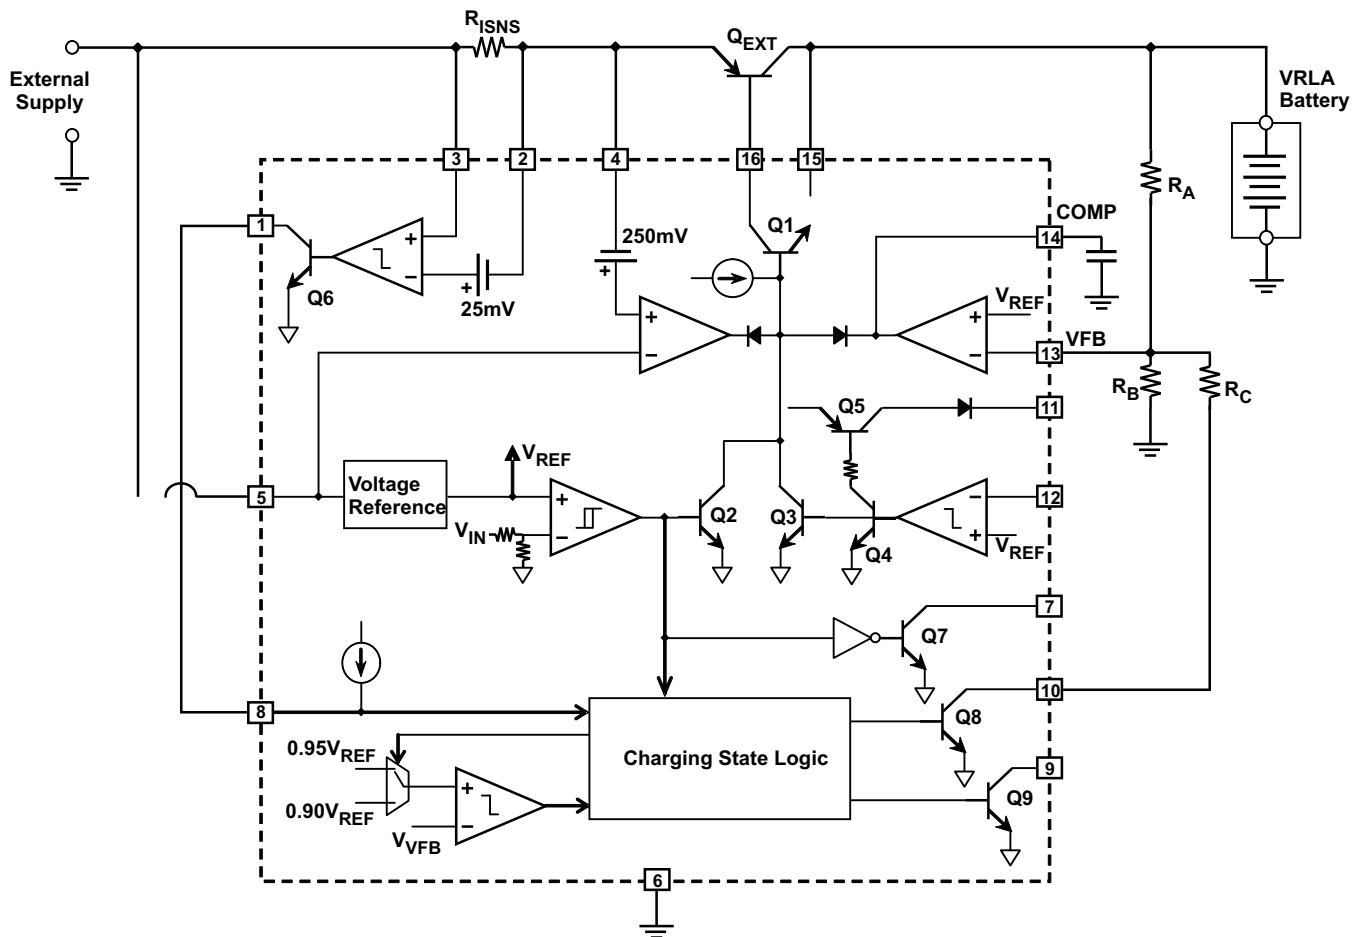 R_ISNS
Q_EXT
External
Supply
VRLA
Battery
3
2
4
16
15
R_A
1
COMP
14
Q1
250mV
+
+
−
+
25mV
Q6
V_REF
+
−
+
−
VFB
13
R_B
R_C
Q5
11
V_REF
5
Voltage
Reference
+
−
V_IN
Q2
Q3
Q4
−
+
12
V_REF
7
Q7
10
8
Q8
0.95V_REF
Charging State Logic
9
+
−
0.90V_REF
Q9
V_VFB
6